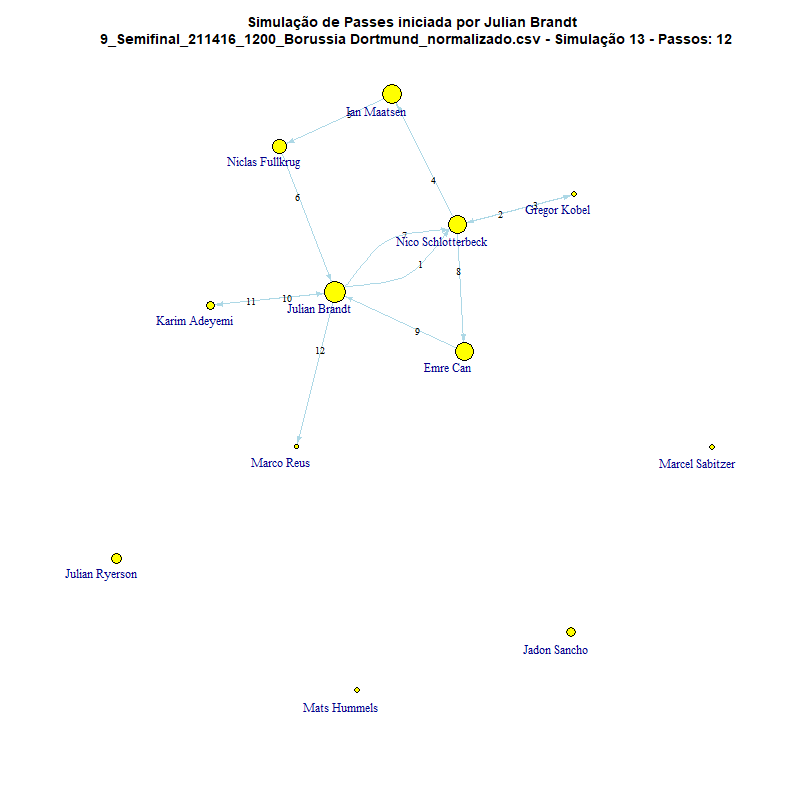 Simulação de Passes iniciada por Julian Brandt
9_Semifinal_211416_1200_Borussia Dortmund_normalizado.csv - Simulação 13 - Passos: 12
Ian Maatsen
5
Niclas Fullkrug
4
6
Gregor Kobel
2
3
Nico Schlotterbeck
7
1
8
Julian Brandt
11
10
Karim Adeyemi
9
12
Emre Can
Marco Reus
Marcel Sabitzer
Julian Ryerson
Jadon Sancho
Mats Hummels